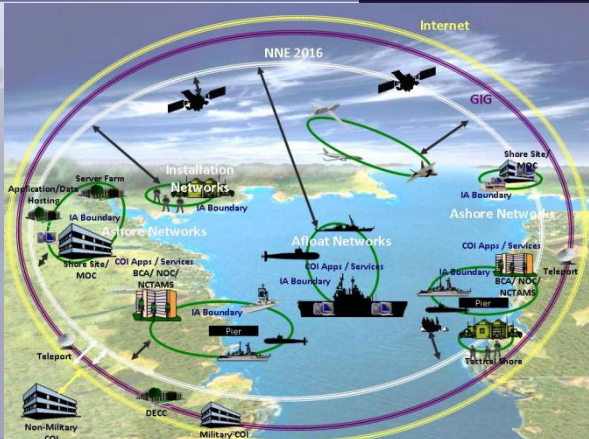 Internet
NNE 2016
GIG
Installation
Networks
IA Boundary
Server Farm
Application/Data
Hosting
IA Boundary
Ashore Networks
Shore Site/
MOC
COI Apps / Services
BCA/ NOC/
NCTAMS
Shore Site/
MOC
IA Boundary
Ashore Networks
Afloat Networks
COI Apps / Services
IA Boundary
COI Apps / Services
IA Boundary
BCA/ NOC/
NCTAMS
Teleport
Pier
IA Boundary
Pier
Tactical Shore
Teleport
Non-Military
COI
DECC
Military COI